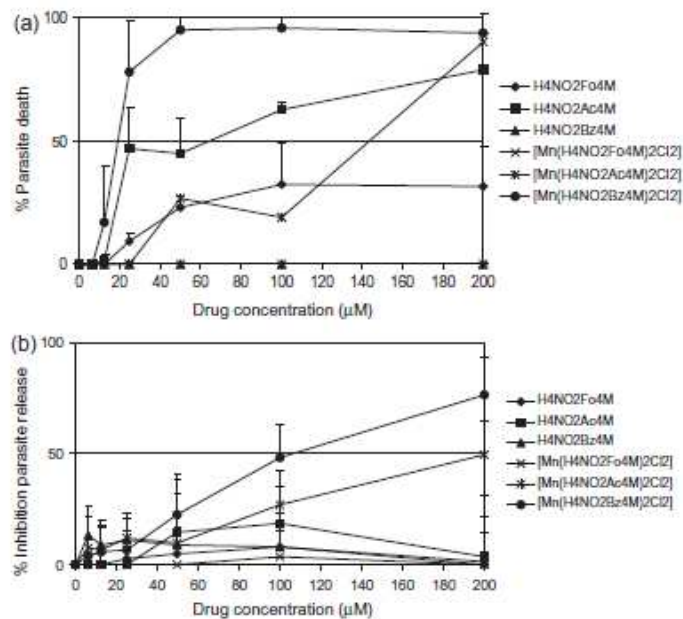 (a)
100
% Parasite death
50
0
0 20 40 60 80 100 120 140 160 180 200
Drug concentration (μM)
H4NO2Fo4M
H4NO2Ac4M
H4NO2Bz4M
[Mn(H4NO2Fo4M)2Cl2]
[Mn(H4NO2Ac4M)2Cl2]
[Mn(H4NO2Bz4M)2Cl2]
(b)
100
% Inhibition parasite release
50
0
0 20 40 60 80 100 120 140 160 180 200
Drug concentration (μM)
H4NO2Fo4M
H4NO2Ac4M
H4NO2Bz4M
[Mn(H4NO2Fo4M)2Cl2]
[Mn(H4NO2Ac4M)2Cl2]
[Mn(H4NO2Bz4M)2Cl2]